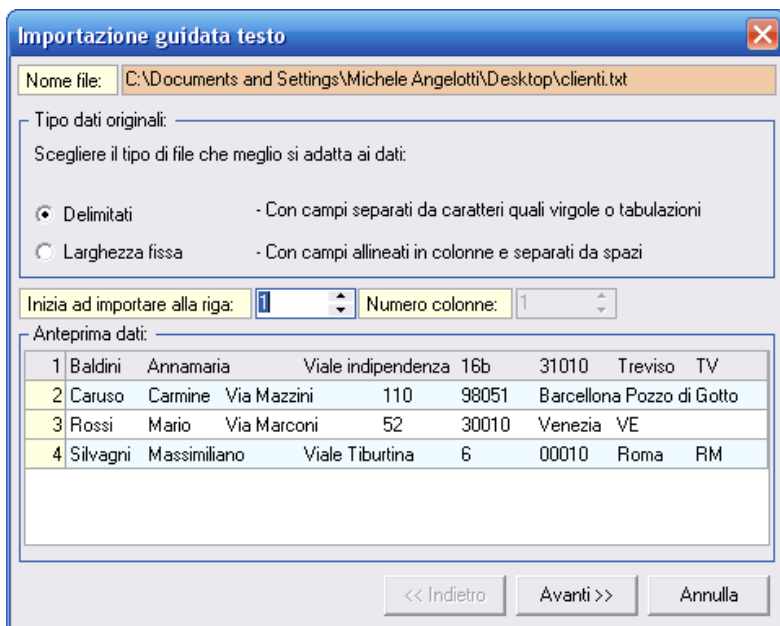 Importazione guidata testo
Nome file: C:\Documents and Settings\Michele Angelotti\Desktop\clienti.txt
Tipo dati originali:
Scegliere il tipo di file che meglio si adatta ai dati:
Delimitati - Con campi separati da caratteri quali virgole o tabulazioni
Larghezza fissa - Con campi allineati in colonne e separati da spazi
Inizia ad importare alla riga: 1 Numero colonne: 1
Anteprima dati:
1 Baldini Annamaria Viale indipendenza 16b 31010 Treviso TV
2 Caruso Carmine Via Mazzini 110 98051 Barcellona Pozzo di Gotto
3 Rossi Mario Via Marconi 52 30010 Venezia VE
4 Silvagni Massimiliano Viale Tiburtina 6 00010 Roma RM
<< Indietro Avanti >> Annulla